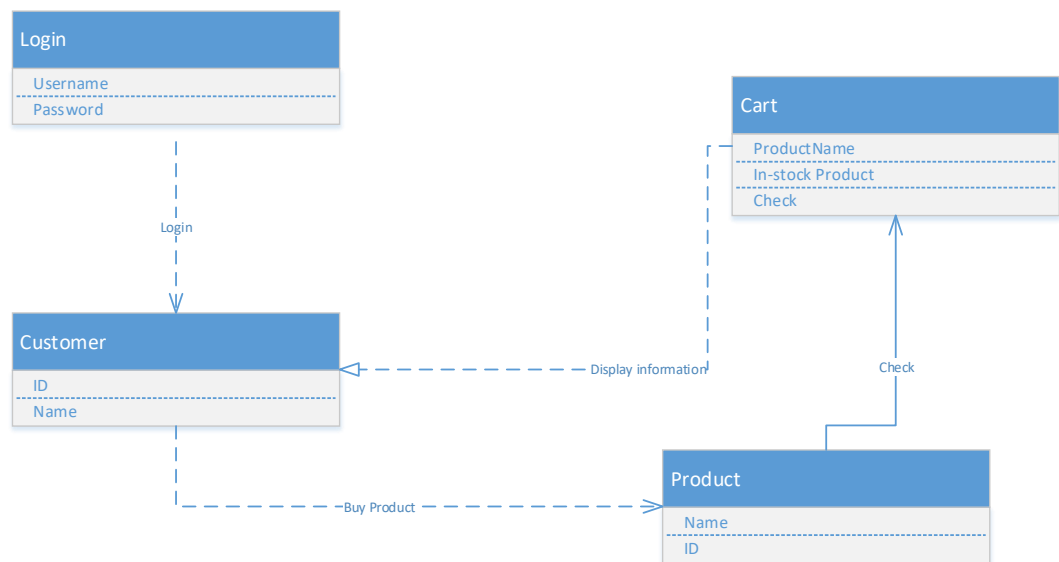 Login
Username
Password
Cart
ProductName
In-stock Product
Check
Login
Customer
ID
Name
Display information
Check
Product
Name
ID
Buy Product